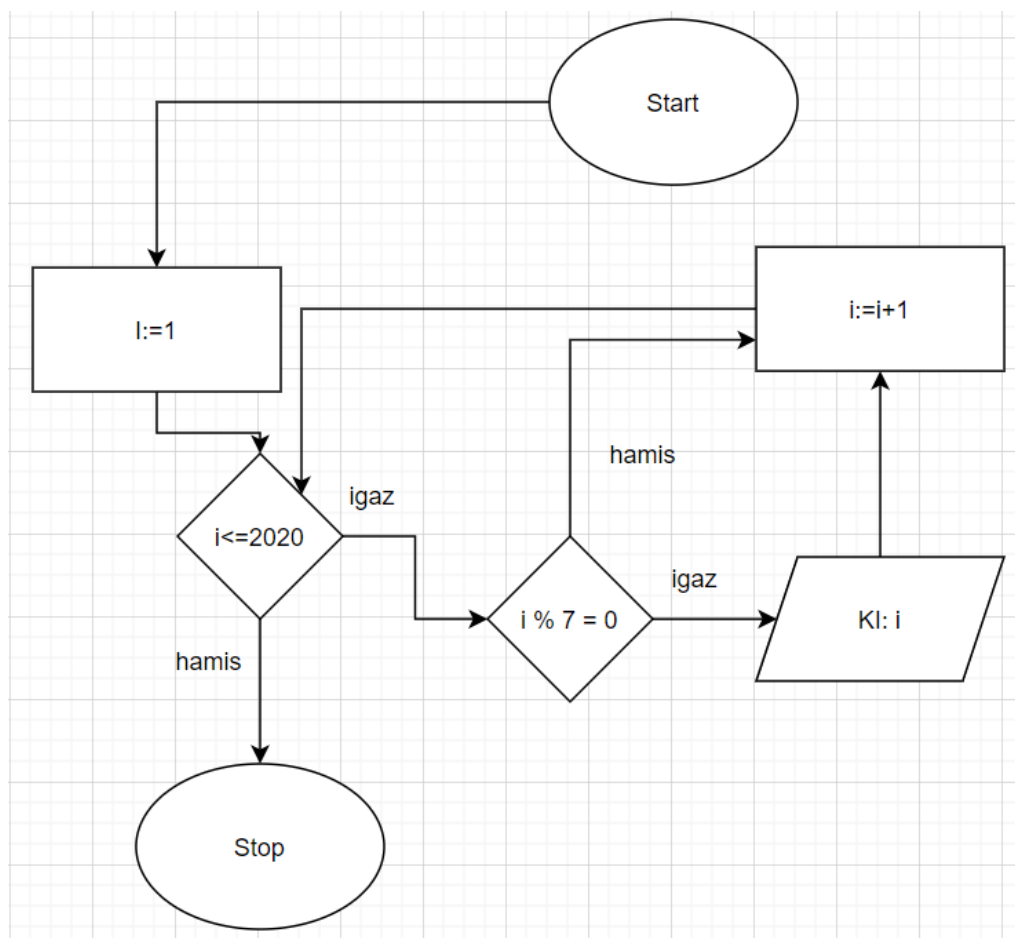 Start
I:=1
i:=i+1
hamis
igaz
i<=2020
igaz
i % 7 = 0
KI: i
hamis
Stop